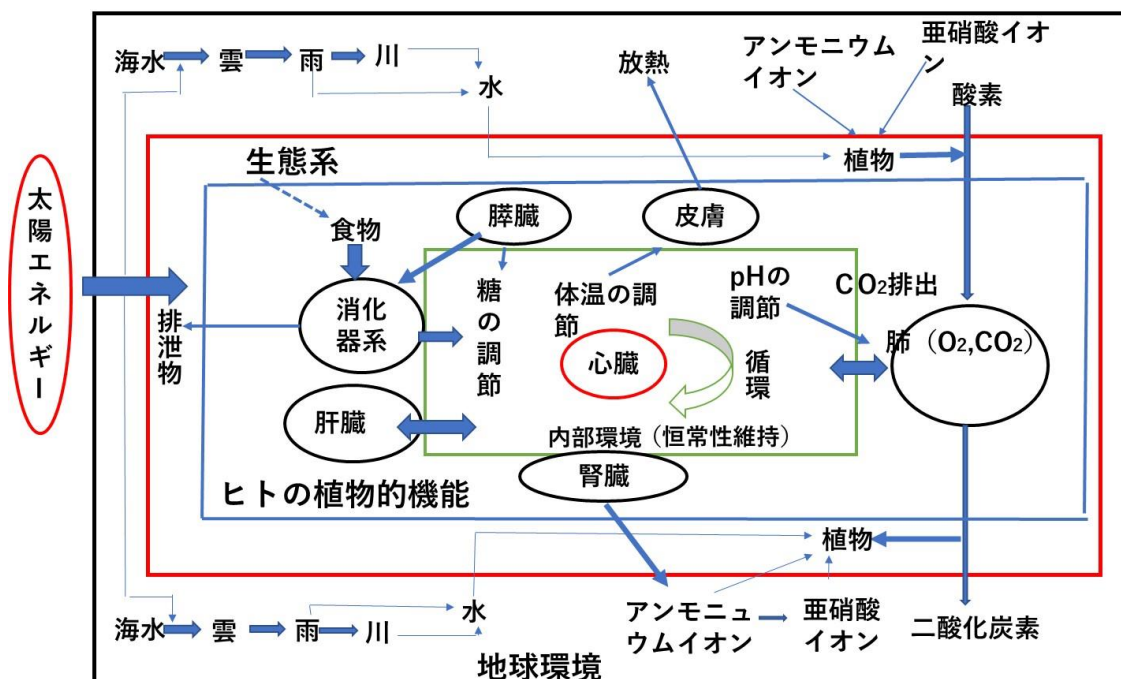 海水
雲
雨
川
水
放熱
アンモニウム
イオン
亜硝酸イオ
ン
酸素
植物
太陽エネルギー
生態系
食物
膵臓
皮膚
消化
器系
排泄物
糖の調節
体温の調
節
pHの
調節
CO2排出
肺（O2,CO2）
心臓
循環
肝臓
内部環境（恒常性維持）
腎臓
ヒトの植物的機能
植物
海水
雲
雨
川
水
アンモニュ
ウムイオン
亜硝酸
イオン
二酸化炭素
地球環境